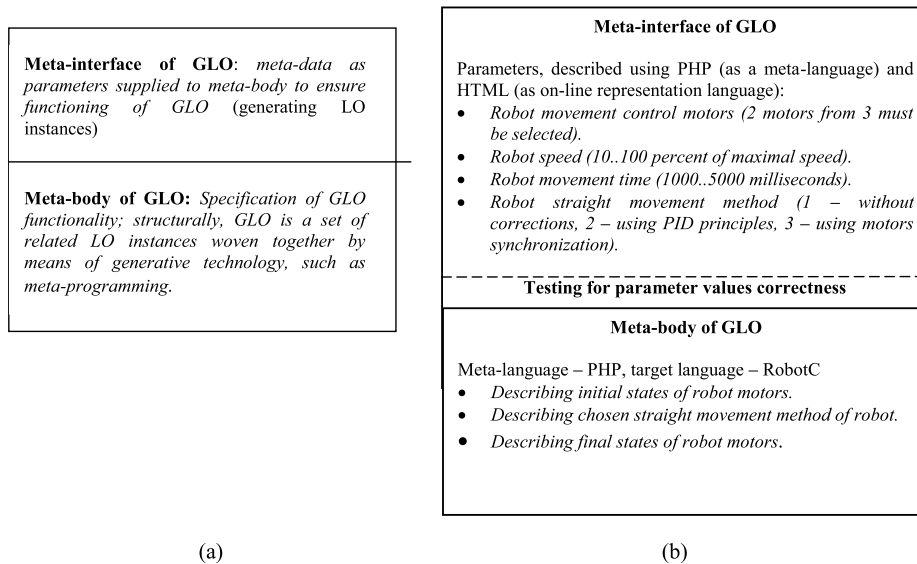 Meta-interface of GLO: meta-data as
parameters supplied to meta-body to ensure
functioning of GLO (generating LO
instances)
Meta-body of GLO: Specification of GLO
functionality; structurally, GLO is a set of
related LO instances woven together by
means of generative technology, such as
meta-programming.
(a)
Meta-interface of GLO
Parameters, described using PHP (as a meta-language) and
HTML (as on-line representation language):
• Robot movement control motors (2 motors from 3 must
be selected).
• Robot speed (10..100 percent of maximal speed).
• Robot movement time (1000..5000 milliseconds).
• Robot straight movement method (1 – without
corrections, 2 – using PID principles, 3 – using motors
synchronization).
Testing for parameter values correctness
Meta-body of GLO
Meta-language – PHP, target language – RobotC
• Describing initial states of robot motors.
• Describing chosen straight movement method of robot.
• Describing final states of robot motors.
(b)